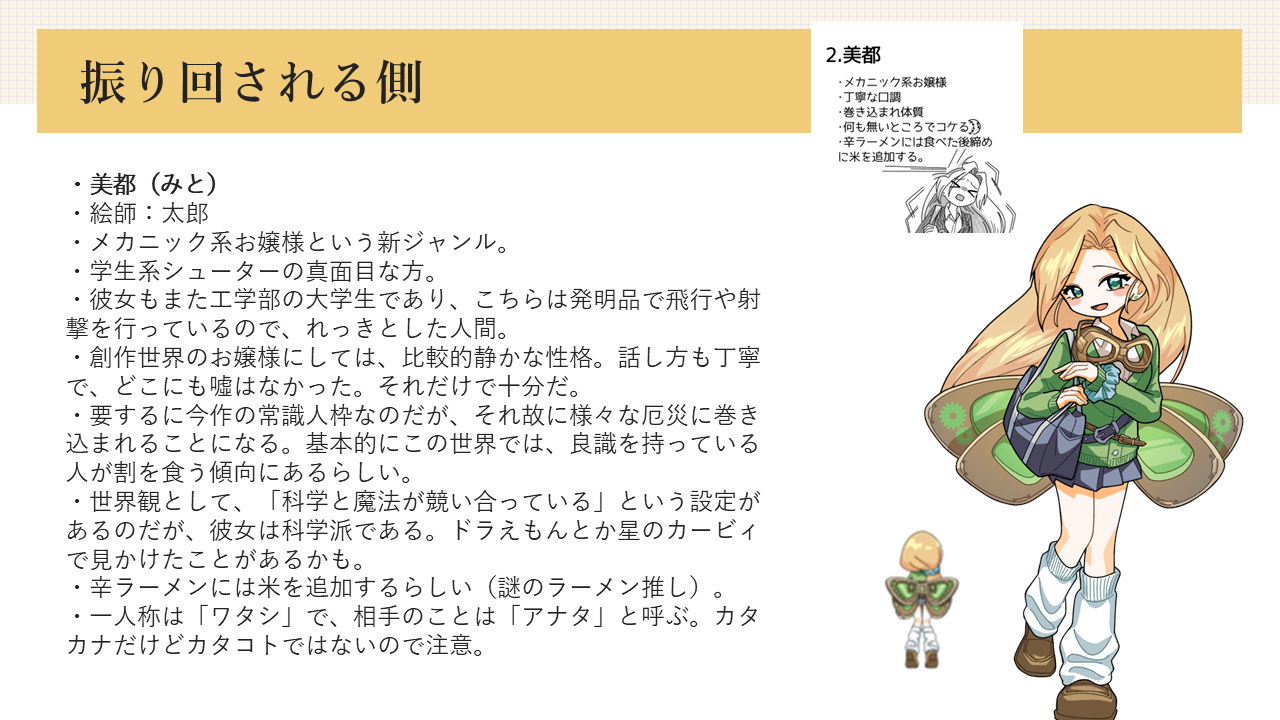 振り回される側
2.美都
・メカニック系お嬢様
・丁寧な口調
・巻き込まれ体質
・何も無いところでコケる
・辛ラーメンには食べた後締め
に米を追加する。
・美都（みと）
・絵師：太郎
・メカニック系お嬢様という新ジャンル。
・学生系シューターの真面目な方。
・彼女もまた工学部の大学生であり、こちらは発明品で飛行や射
撃を行っているので、れっきとした人間。
・創作世界のお嬢様にしては、比較的静かな性格。話し方も丁寧
で、どこにも嘘はなかった。それだけで十分だ。
・要するに今作の常識人枠なのだが、それ故に様々な厄災に巻き
込まれることになる。基本的にこの世界では、良識を持っている
人が割を食う傾向にあるらしい。
・世界観として、「科学と魔法が競い合っている」という設定が
あるのだが、彼女は科学派である。ドラえもんとか星のカービィ
で見かけたことがあるかも。
・辛ラーメンには米を追加するらしい（謎のラーメン推し）。
・一人称は「ワタシ」で、相手のことは「アナタ」と呼ぶ。カタ
カナだけどカタコトではないので注意。